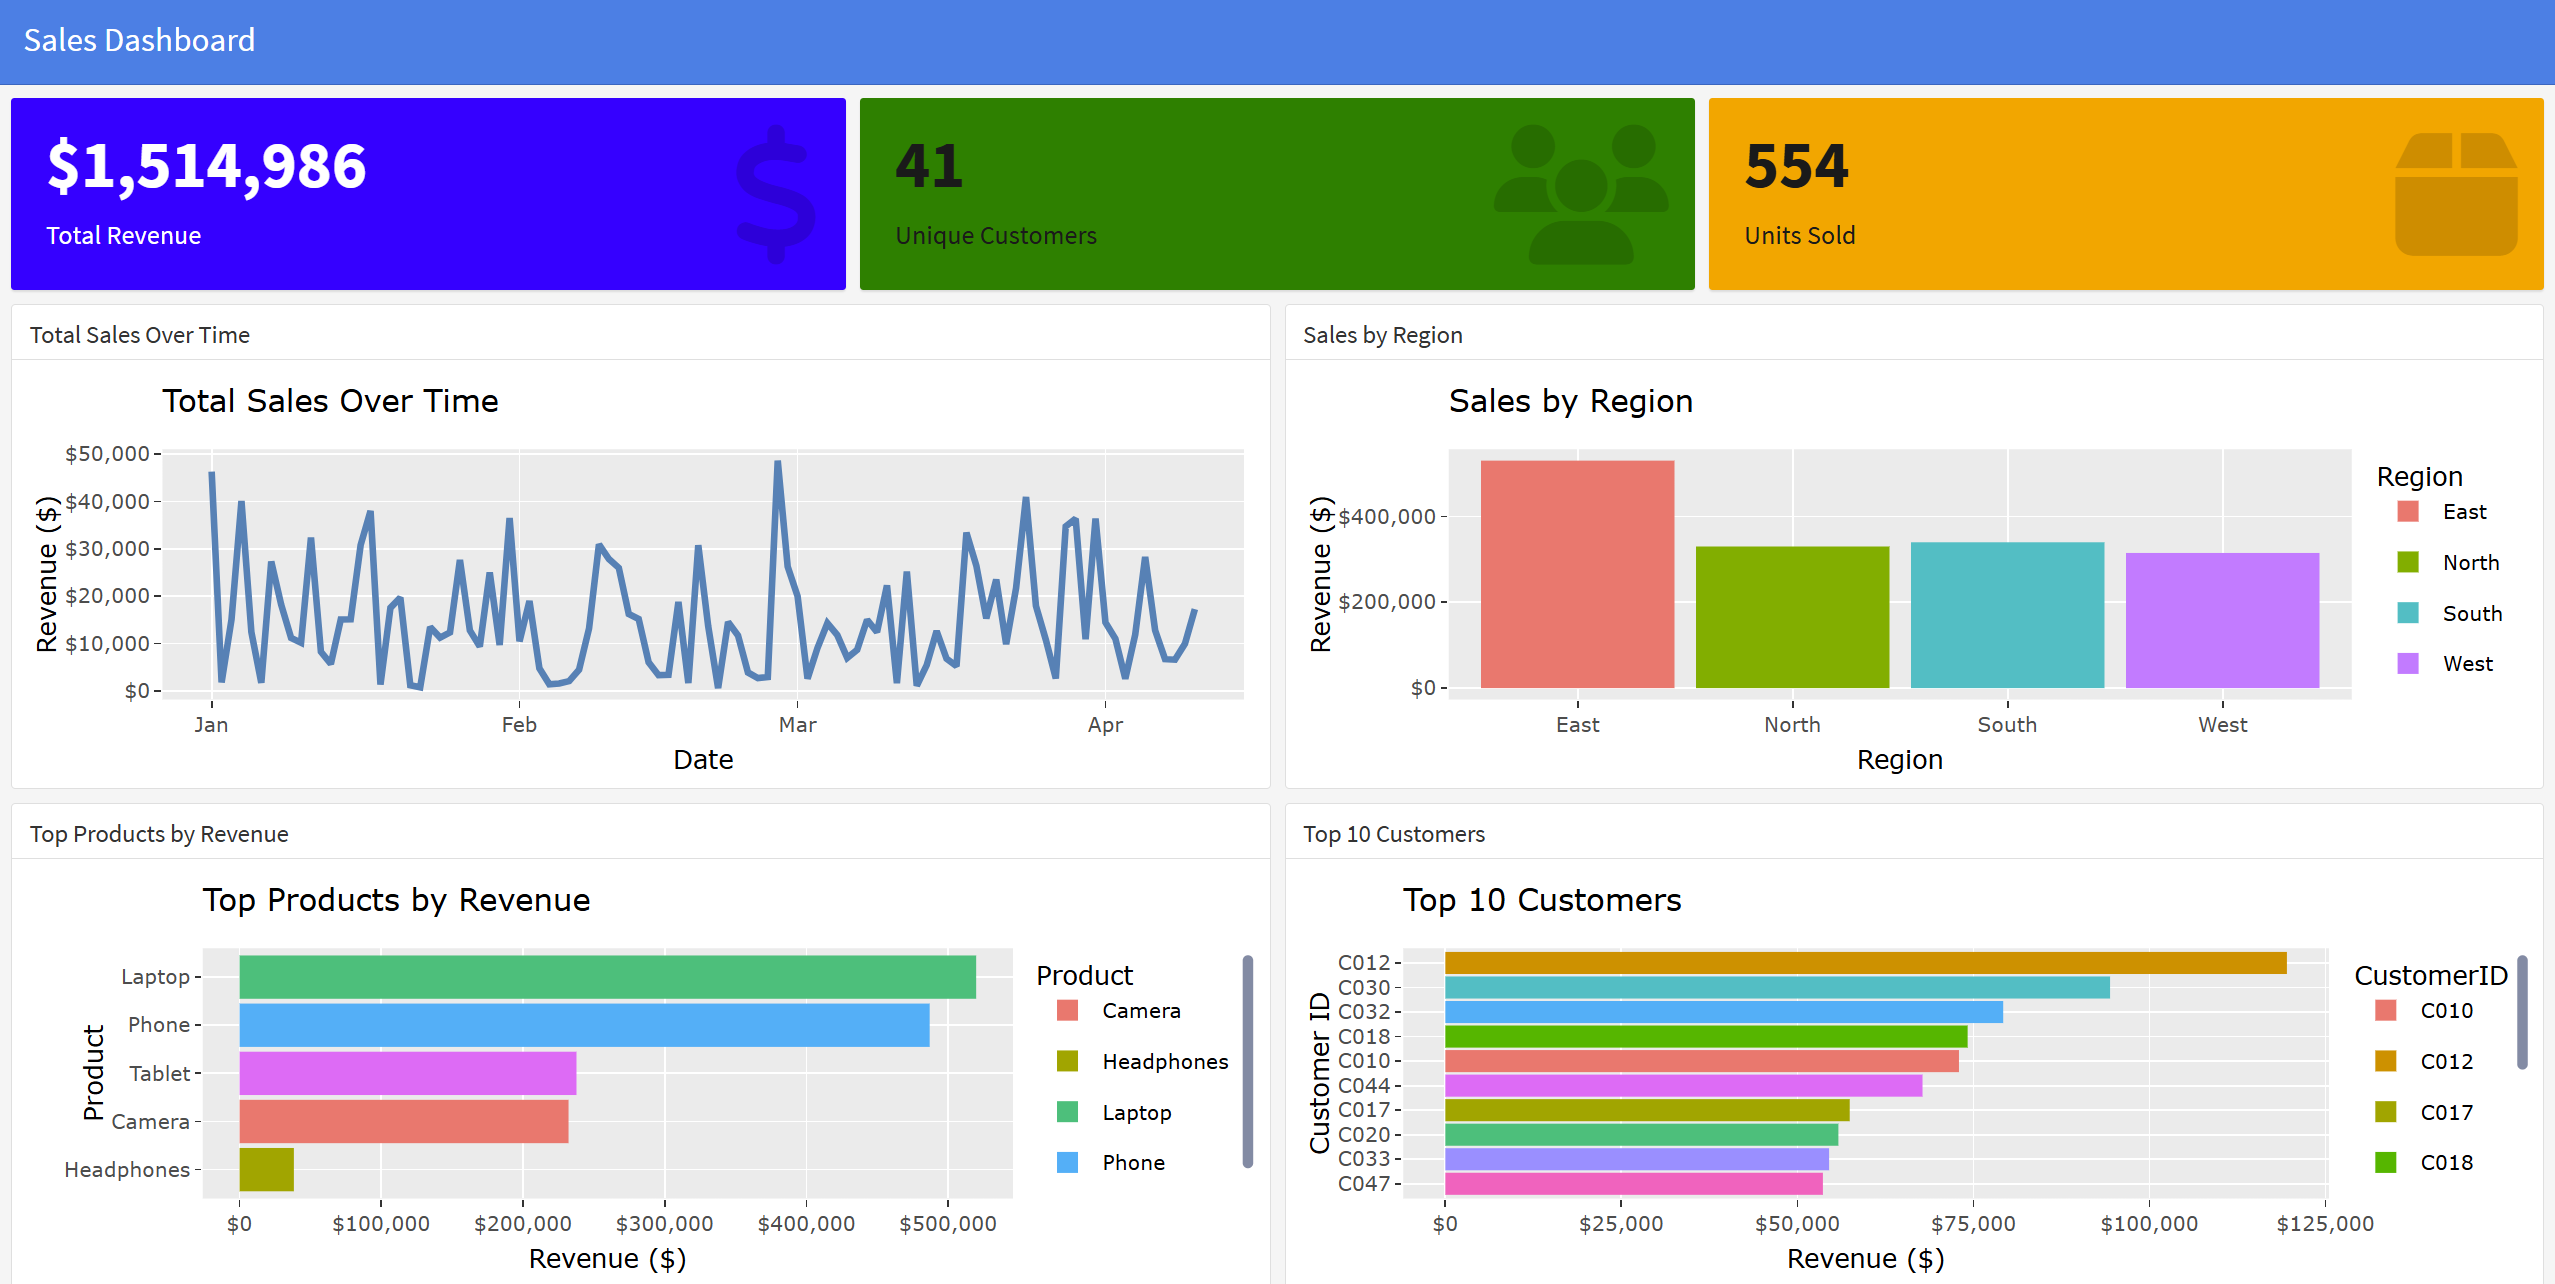 Sales Dashboard
$1,514,986
Total Revenue
41
Unique Customers
554
Units Sold
Total Sales Over Time
Total Sales Over Time
Revenue ($)
$50,000
$40,000
$30,000
$20,000
$10,000
$0
Jan Feb Mar Apr
Date
Sales by Region
Sales by Region
Revenue ($)
$400,000
$200,000
$0
East North South West
Region
Region
East
North
South
West
Top Products by Revenue
Top Products by Revenue
Product
Laptop
Phone
Tablet
Camera
Headphones
$0 $100,000 $200,000 $300,000 $400,000 $500,000
Revenue ($)
Product
Camera
Headphones
Laptop
Phone
Top 10 Customers
Top 10 Customers
Customer ID
C012
C030
C032
C018
C010
C044
C017
C020
C033
C047
$0 $25,000 $50,000 $75,000 $100,000 $125,000
Revenue ($)
CustomerID
C010
C012
C017
C018